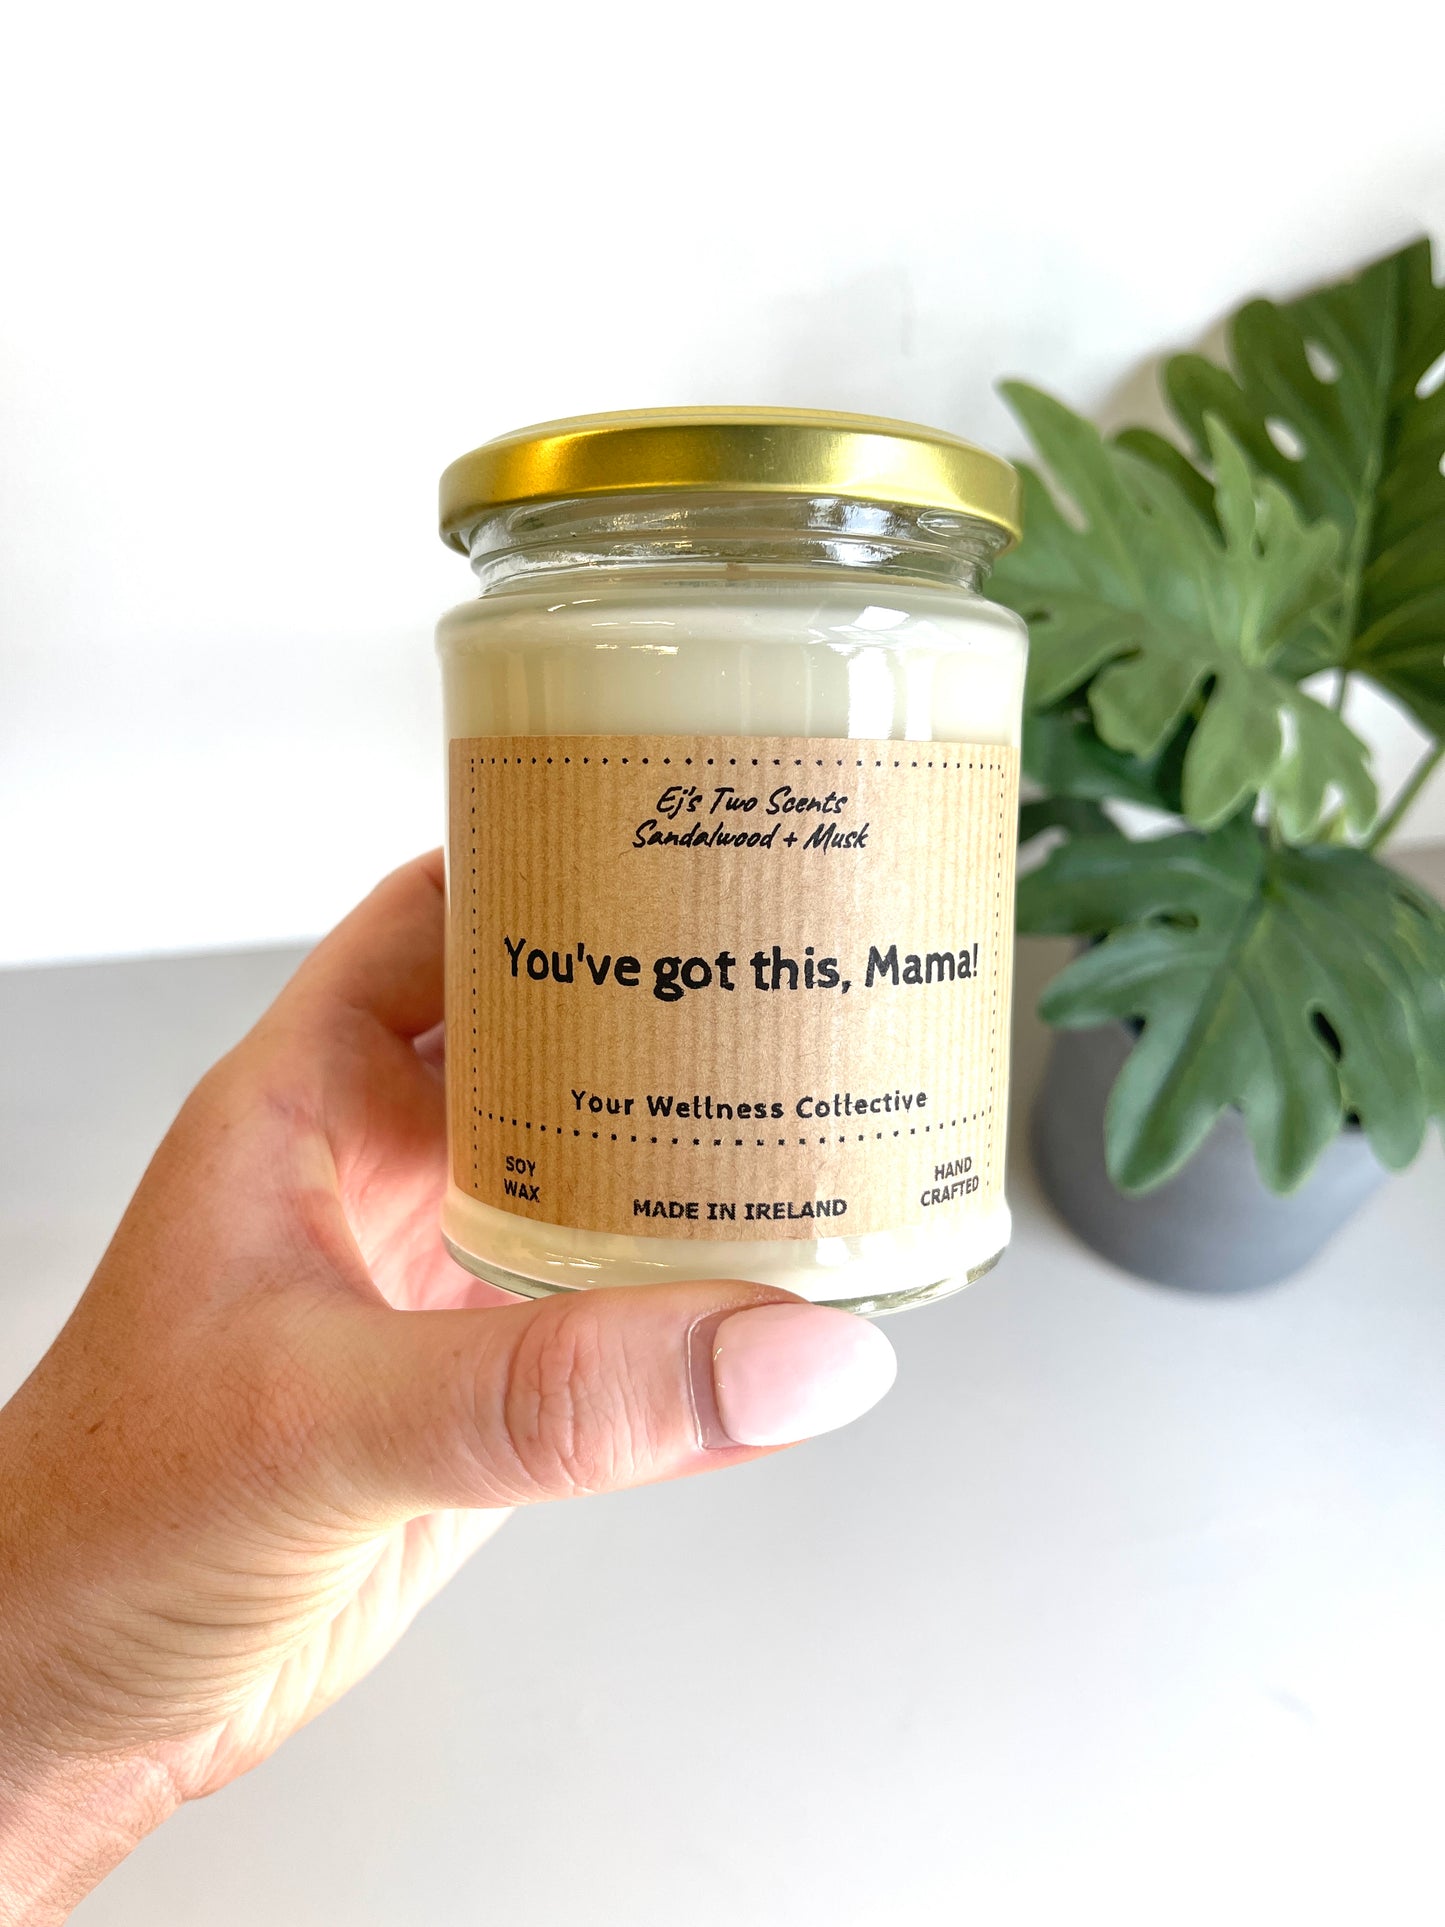 Ej's Two Scents
Sandalwood + Musk
You've got this, Mama!
Your Wellness Collective
SOY
WAX
MADE IN IRELAND
HAND
CRAFTED